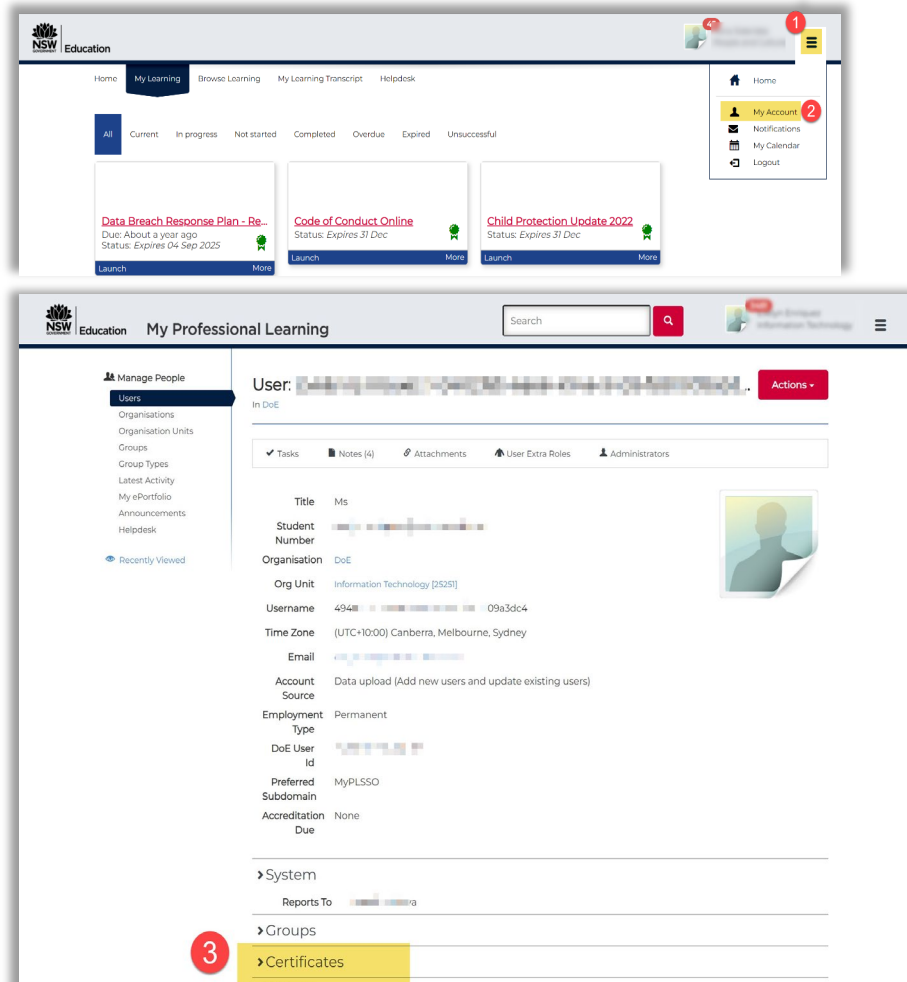 1
NSW
GOVERNMENT
Education
Home My Learning Browse Learning My Learning Transcript Helpdesk
Home
My Account 2
Notifications
My Calendar
Logout
All Current In progress Not started Completed Overdue Expired Unsuccessful
Data Breach Response Plan - Re...
Due: About a year ago
Status: Expires 04 Sep 2025
Launch More
Code of Conduct Online
Status: Expires 31 Dec
Launch More
Child Protection Update 2022
Status: Expires 31 Dec
Launch More
NSW
GOVERNMENT
Education My Professional Learning
Search
Information Technology
Manage People
Users
Organisations
Organisation Units
Groups
Group Types
Latest Activity
My ePortfolio
Announcements
Helpdesk
Recently Viewed
User:
..
Actions
In DoE
Tasks Notes (4) Attachments User Extra Roles Administrators
Title Ms
Student
Number
Organisation DoE
Org Unit Information Technology [25251]
Username 494 09a3dc4
Time Zone (UTC+10:00) Canberra, Melbourne, Sydney
Email
Account Data upload (Add new users and update existing users)
Source
Employment Permanent
Type
DoE User
Id
Preferred MyPLSSO
Subdomain
Accreditation None
Due
System
Reports To
Groups
3
Certificates